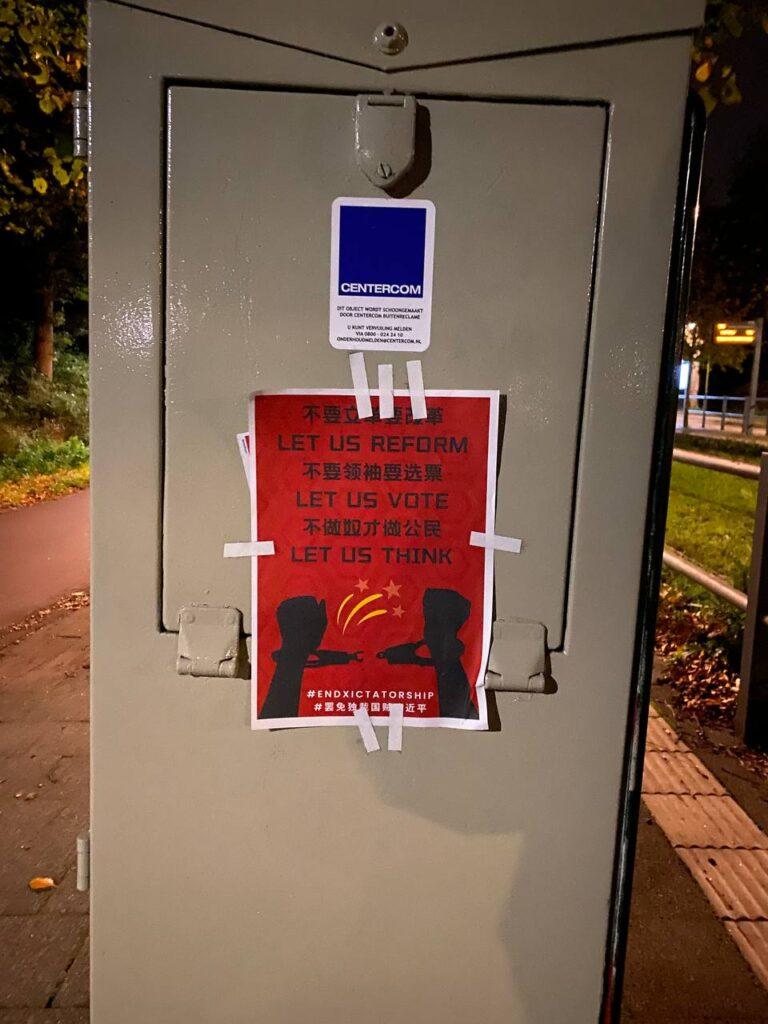 CENTERCOM
DIT OBJECT WORDT SCHOONGEMAAKT
DOOR CENTERCOM BUITENRECLAME
U KUNT VERVUILING MELDEN
VIA 0800 - 024 24 10
ONDERHOUDMELDEN@CENTERCOM.NL
不要文革要改革
LET US REFORM
不要领袖要选票
LET US VOTE
不做奴才做公民
LET US THINK
#ENDXICTATORSHIP
#罢免独裁国贼习近平